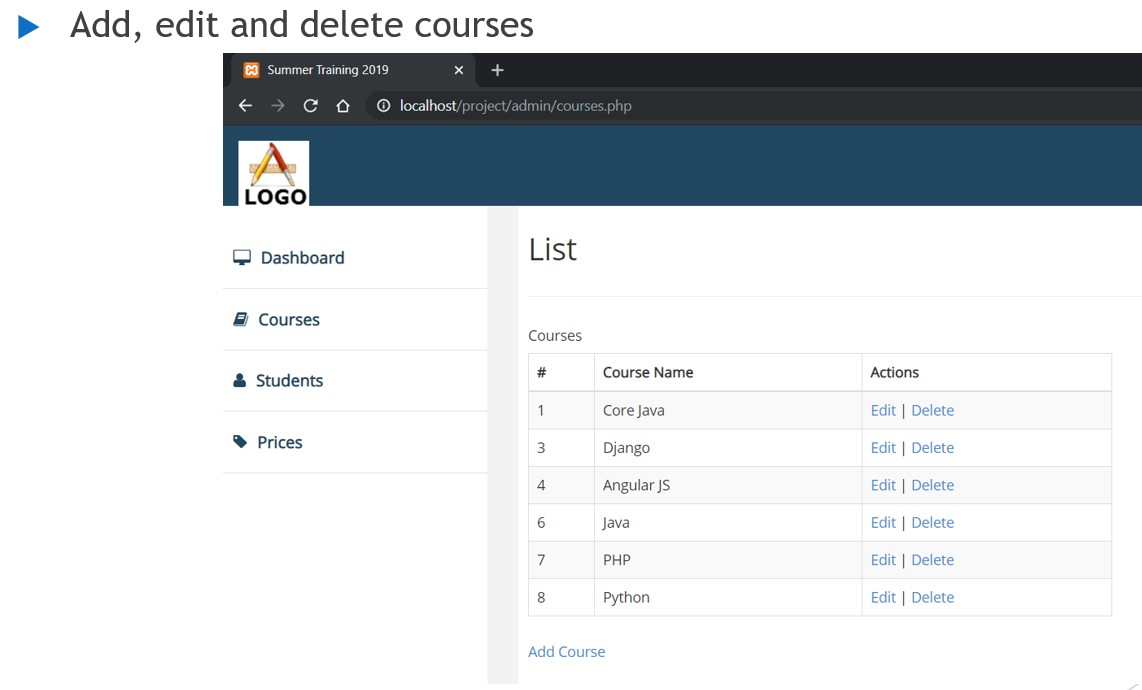 Add, edit and delete courses
Summer Training 2019
localhost/project/admin/courses.php
LOGO
Dashboard
Courses
Students
Prices
List
Courses
# Course Name Actions
1 Core Java Edit | Delete
3 Django Edit | Delete
4 Angular JS Edit | Delete
6 Java Edit | Delete
7 PHP Edit | Delete
8 Python Edit | Delete
Add Course